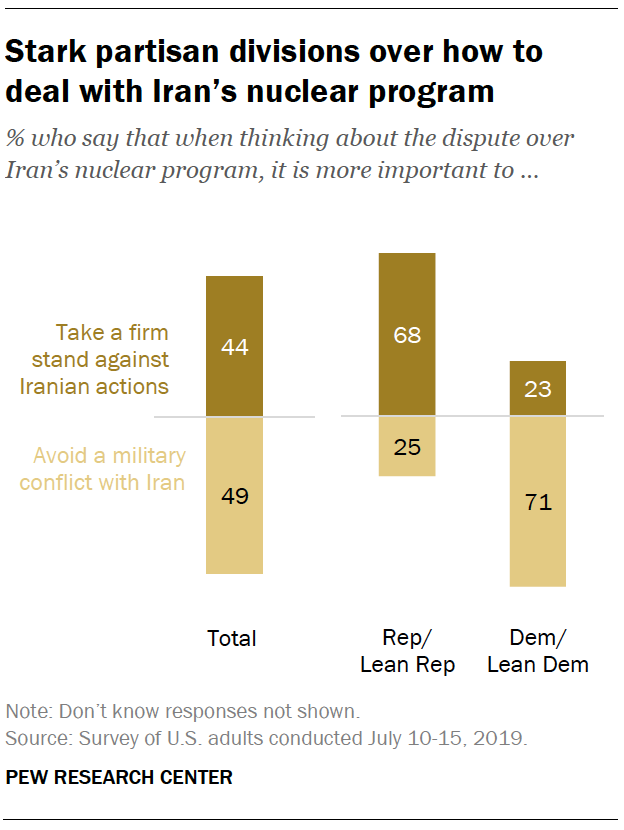 Stark partisan divisions over how to
deal with Iran’s nuclear program
% who say that when thinking about the dispute over
Iran’s nuclear program, it is more important to ...
Take a firm
stand against
Iranian actions
44
68
23
Avoid a military
conflict with Iran
49
25
71
Total
Rep/
Lean Rep
Dem/
Lean Dem
Note: Don’t know responses not shown.
Source: Survey of U.S. adults conducted July 10-15, 2019.
PEW RESEARCH CENTER